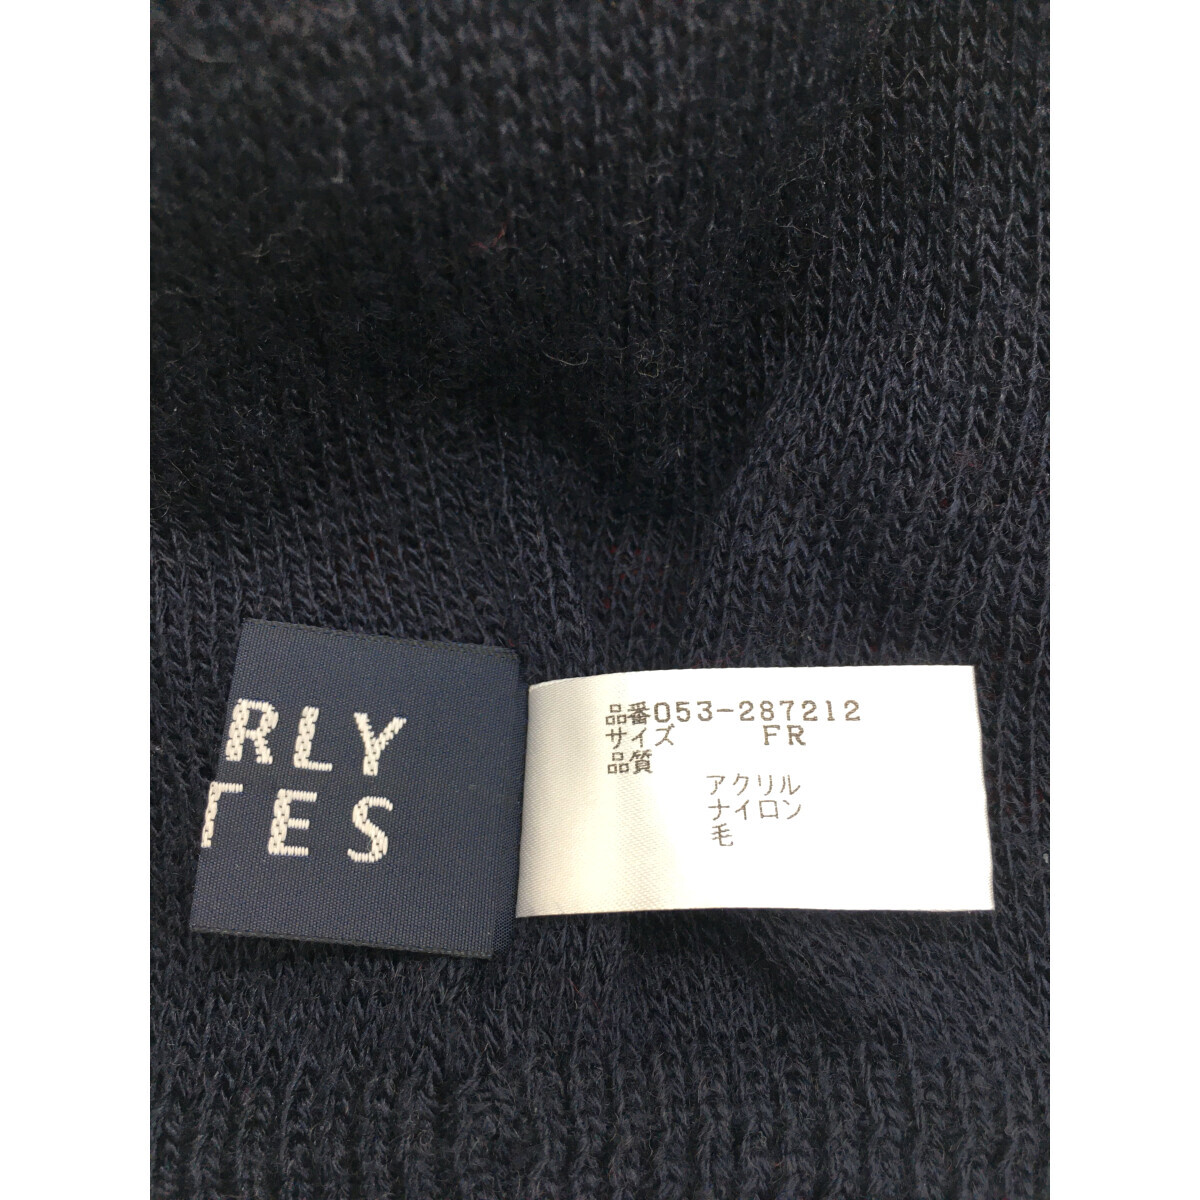 RLY
TES
品番053-287212
サイズ FR
品質
アクリル
ナイロン
毛